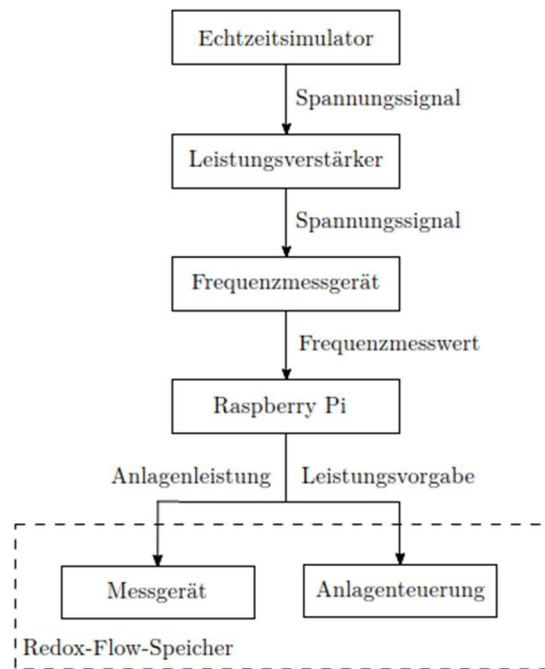 Echtzeitsimulator
Spannungssignal
Leistungsverstärker
Spannungssignal
Frequenzmessgerät
Frequenzmesswert
Raspberry Pi
Anlagenleistung
Leistungsvorgabe
Messgerät
Anlagenteuerung
Redox-Flow-Speicher